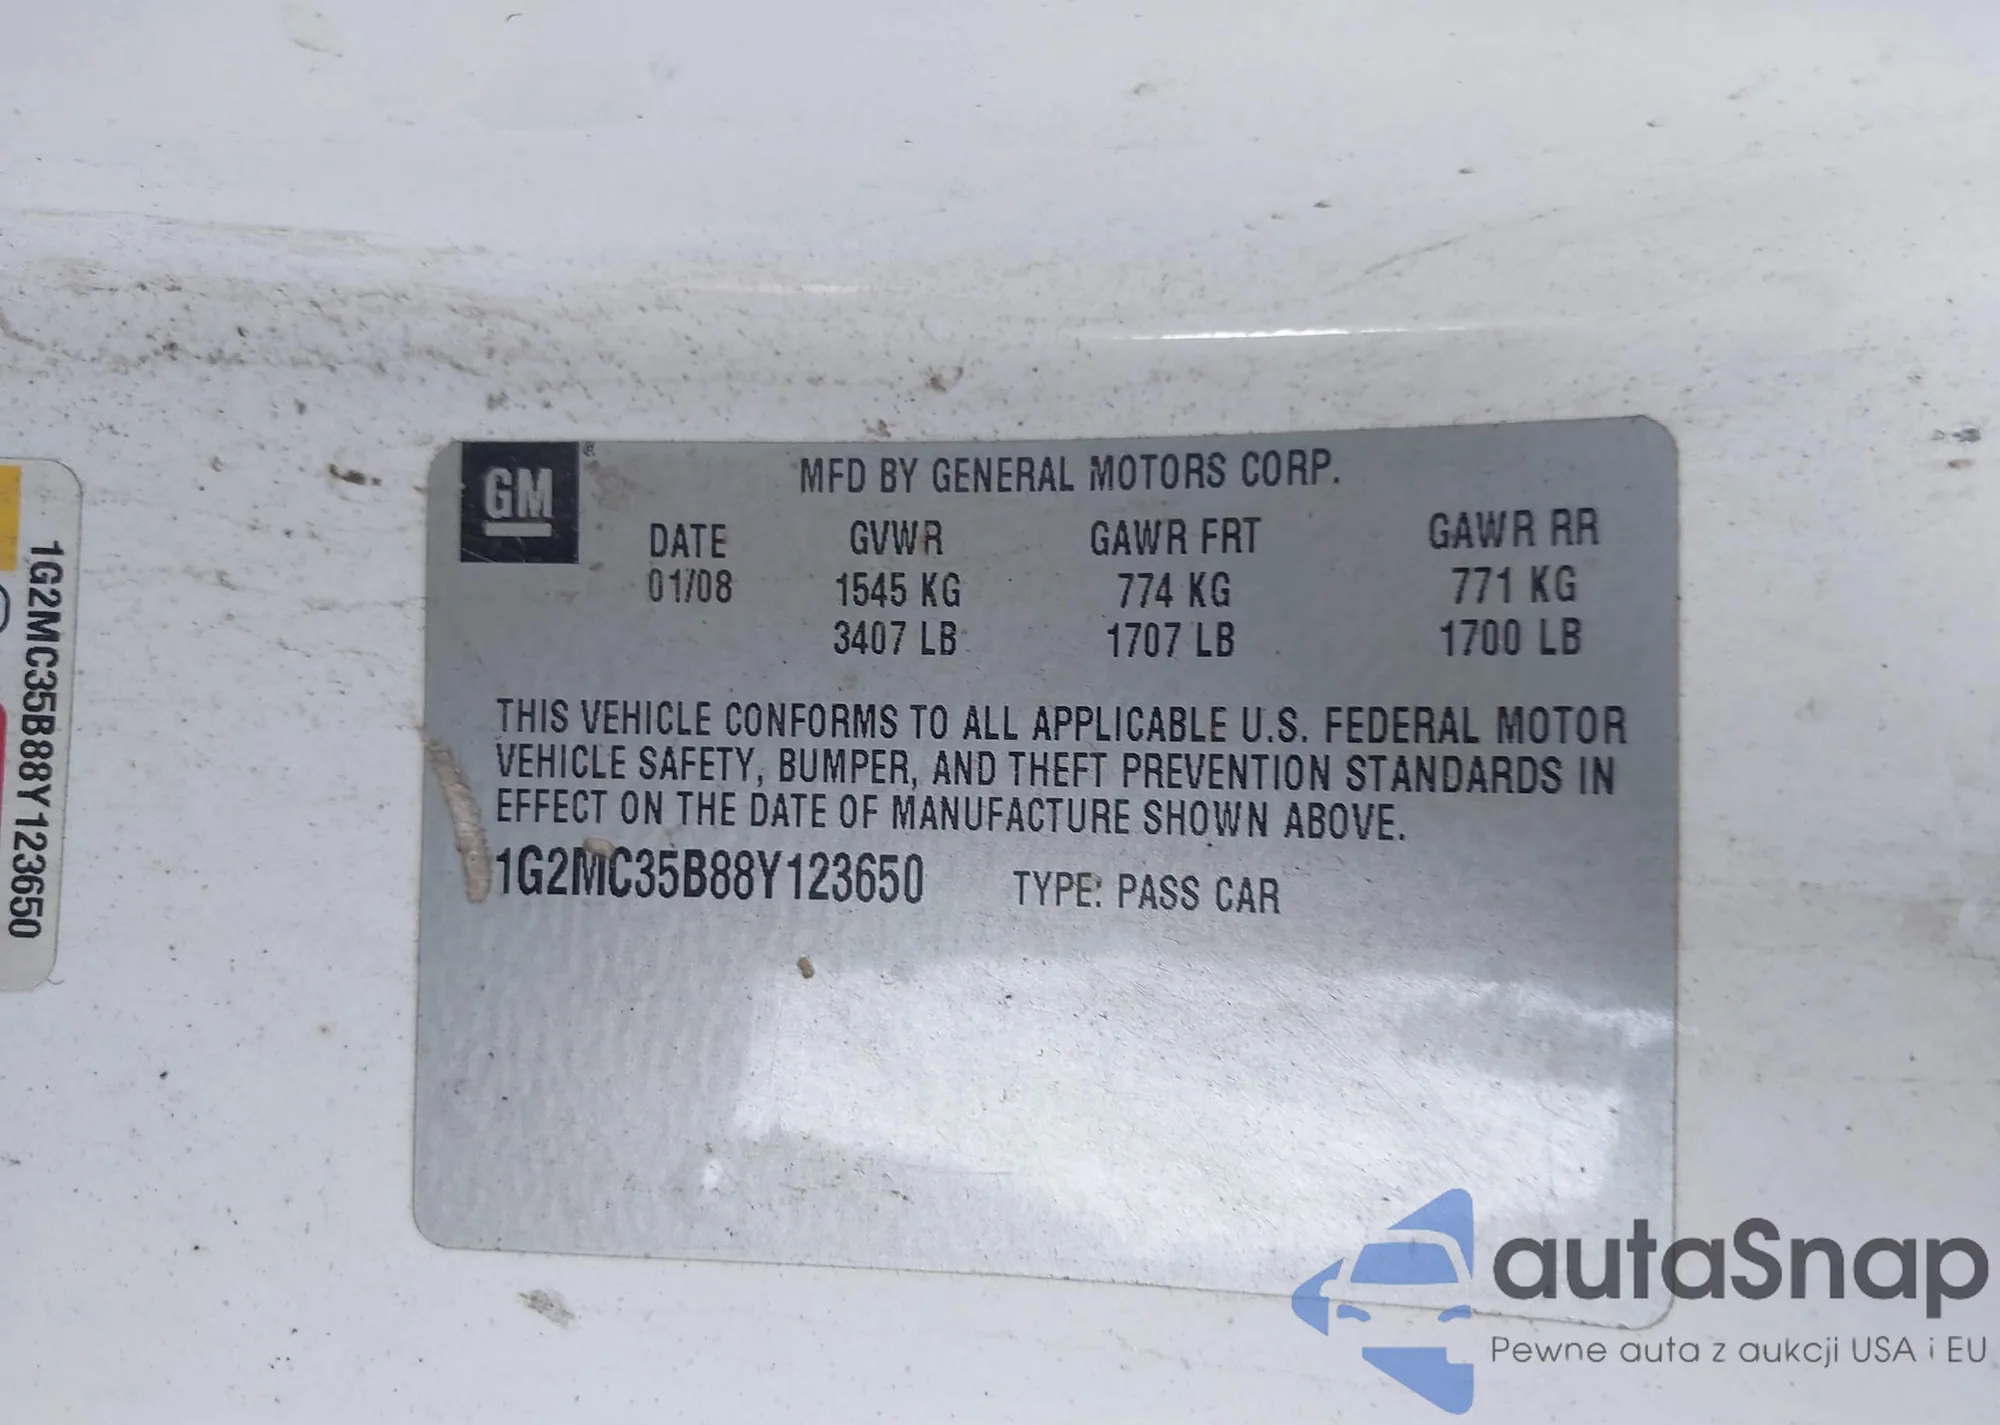 GM
®
MFD BY GENERAL MOTORS CORP.
DATE GVWR GAWR FRT GAWR RR
01/08 1545 KG 774 KG 771 KG
3407 LB 1707 LB 1700 LB
THIS VEHICLE CONFORMS TO ALL APPLICABLE U.S. FEDERAL MOTOR
VEHICLE SAFETY, BUMPER, AND THEFT PREVENTION STANDARDS IN
EFFECT ON THE DATE OF MANUFACTURE SHOWN ABOVE.
1G2MC35B88Y123650 TYPE: PASS CAR
1G2MC35B88Y123650
autaSnap
Pewne auta z aukcji USA i EU